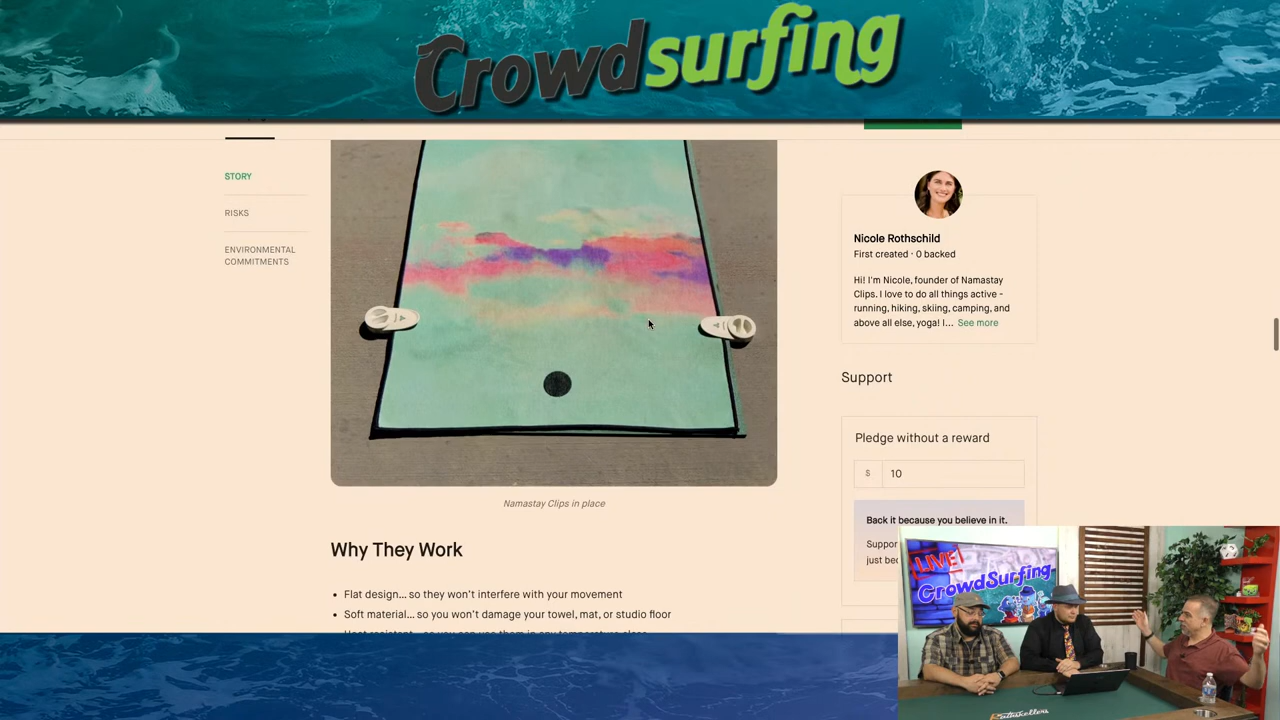 Crowdsurfing
STORY
RISKS
ENVIRONMENTAL
COMMITMENTS
Namastay Clips in place
Why They Work
• Flat design... so they won't interfere with your movement
• Soft material... so you won't damage your towel, mat, or studio floor
Nicole Rothschild
First created · 0 backed
Hi! I'm Nicole, founder of Namastay
Clips. I love to do all things active -
running, hiking, skiing, camping, and
above all else, yoga! I... See more
Support
Pledge without a reward
$ 10
Back it because you believe in it.
LIVE!
CrowdSurfing